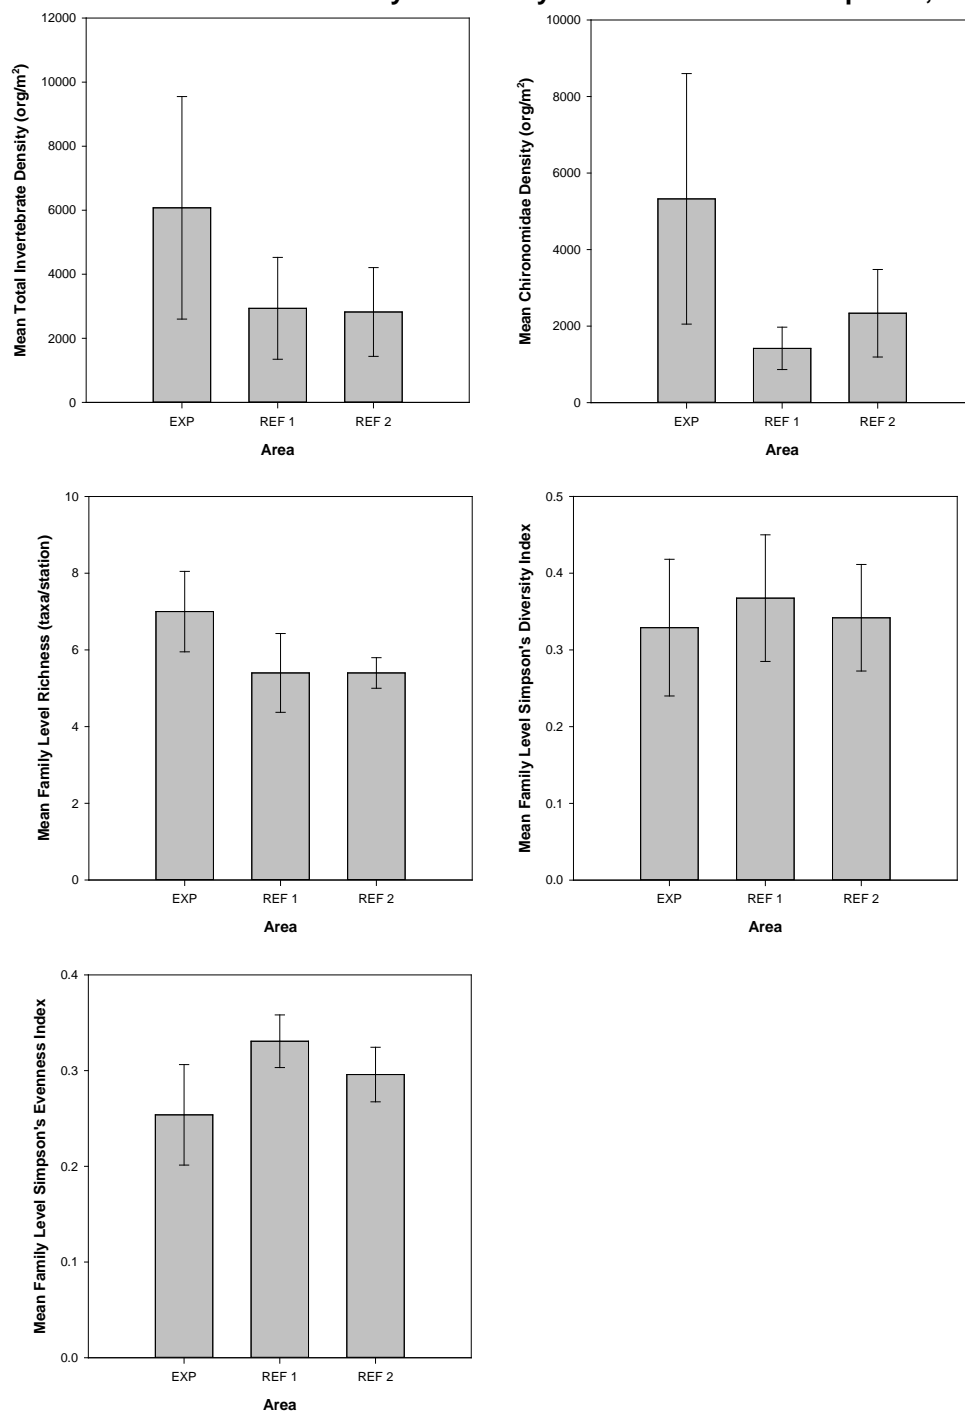 12000
10000
8000
6000
4000
2000
0
Mean Total Invertebrate Density (org/m²)
EXP REF 1 REF 2
Area
10000
8000
6000
4000
2000
0
Mean Chironomidae Density (org/m²)
EXP REF 1 REF 2
Area
10
8
6
4
2
0
Mean Family Level Richness (taxa/station)
EXP REF 1 REF 2
Area
0.5
0.4
0.3
0.2
0.1
0.0
Mean Family Level Simpson's Diversity Index
EXP REF 1 REF 2
Area
0.4
0.3
0.2
0.1
0.0
Mean Family Level Simpson's Evenness Index
EXP REF 1 REF 2
Area